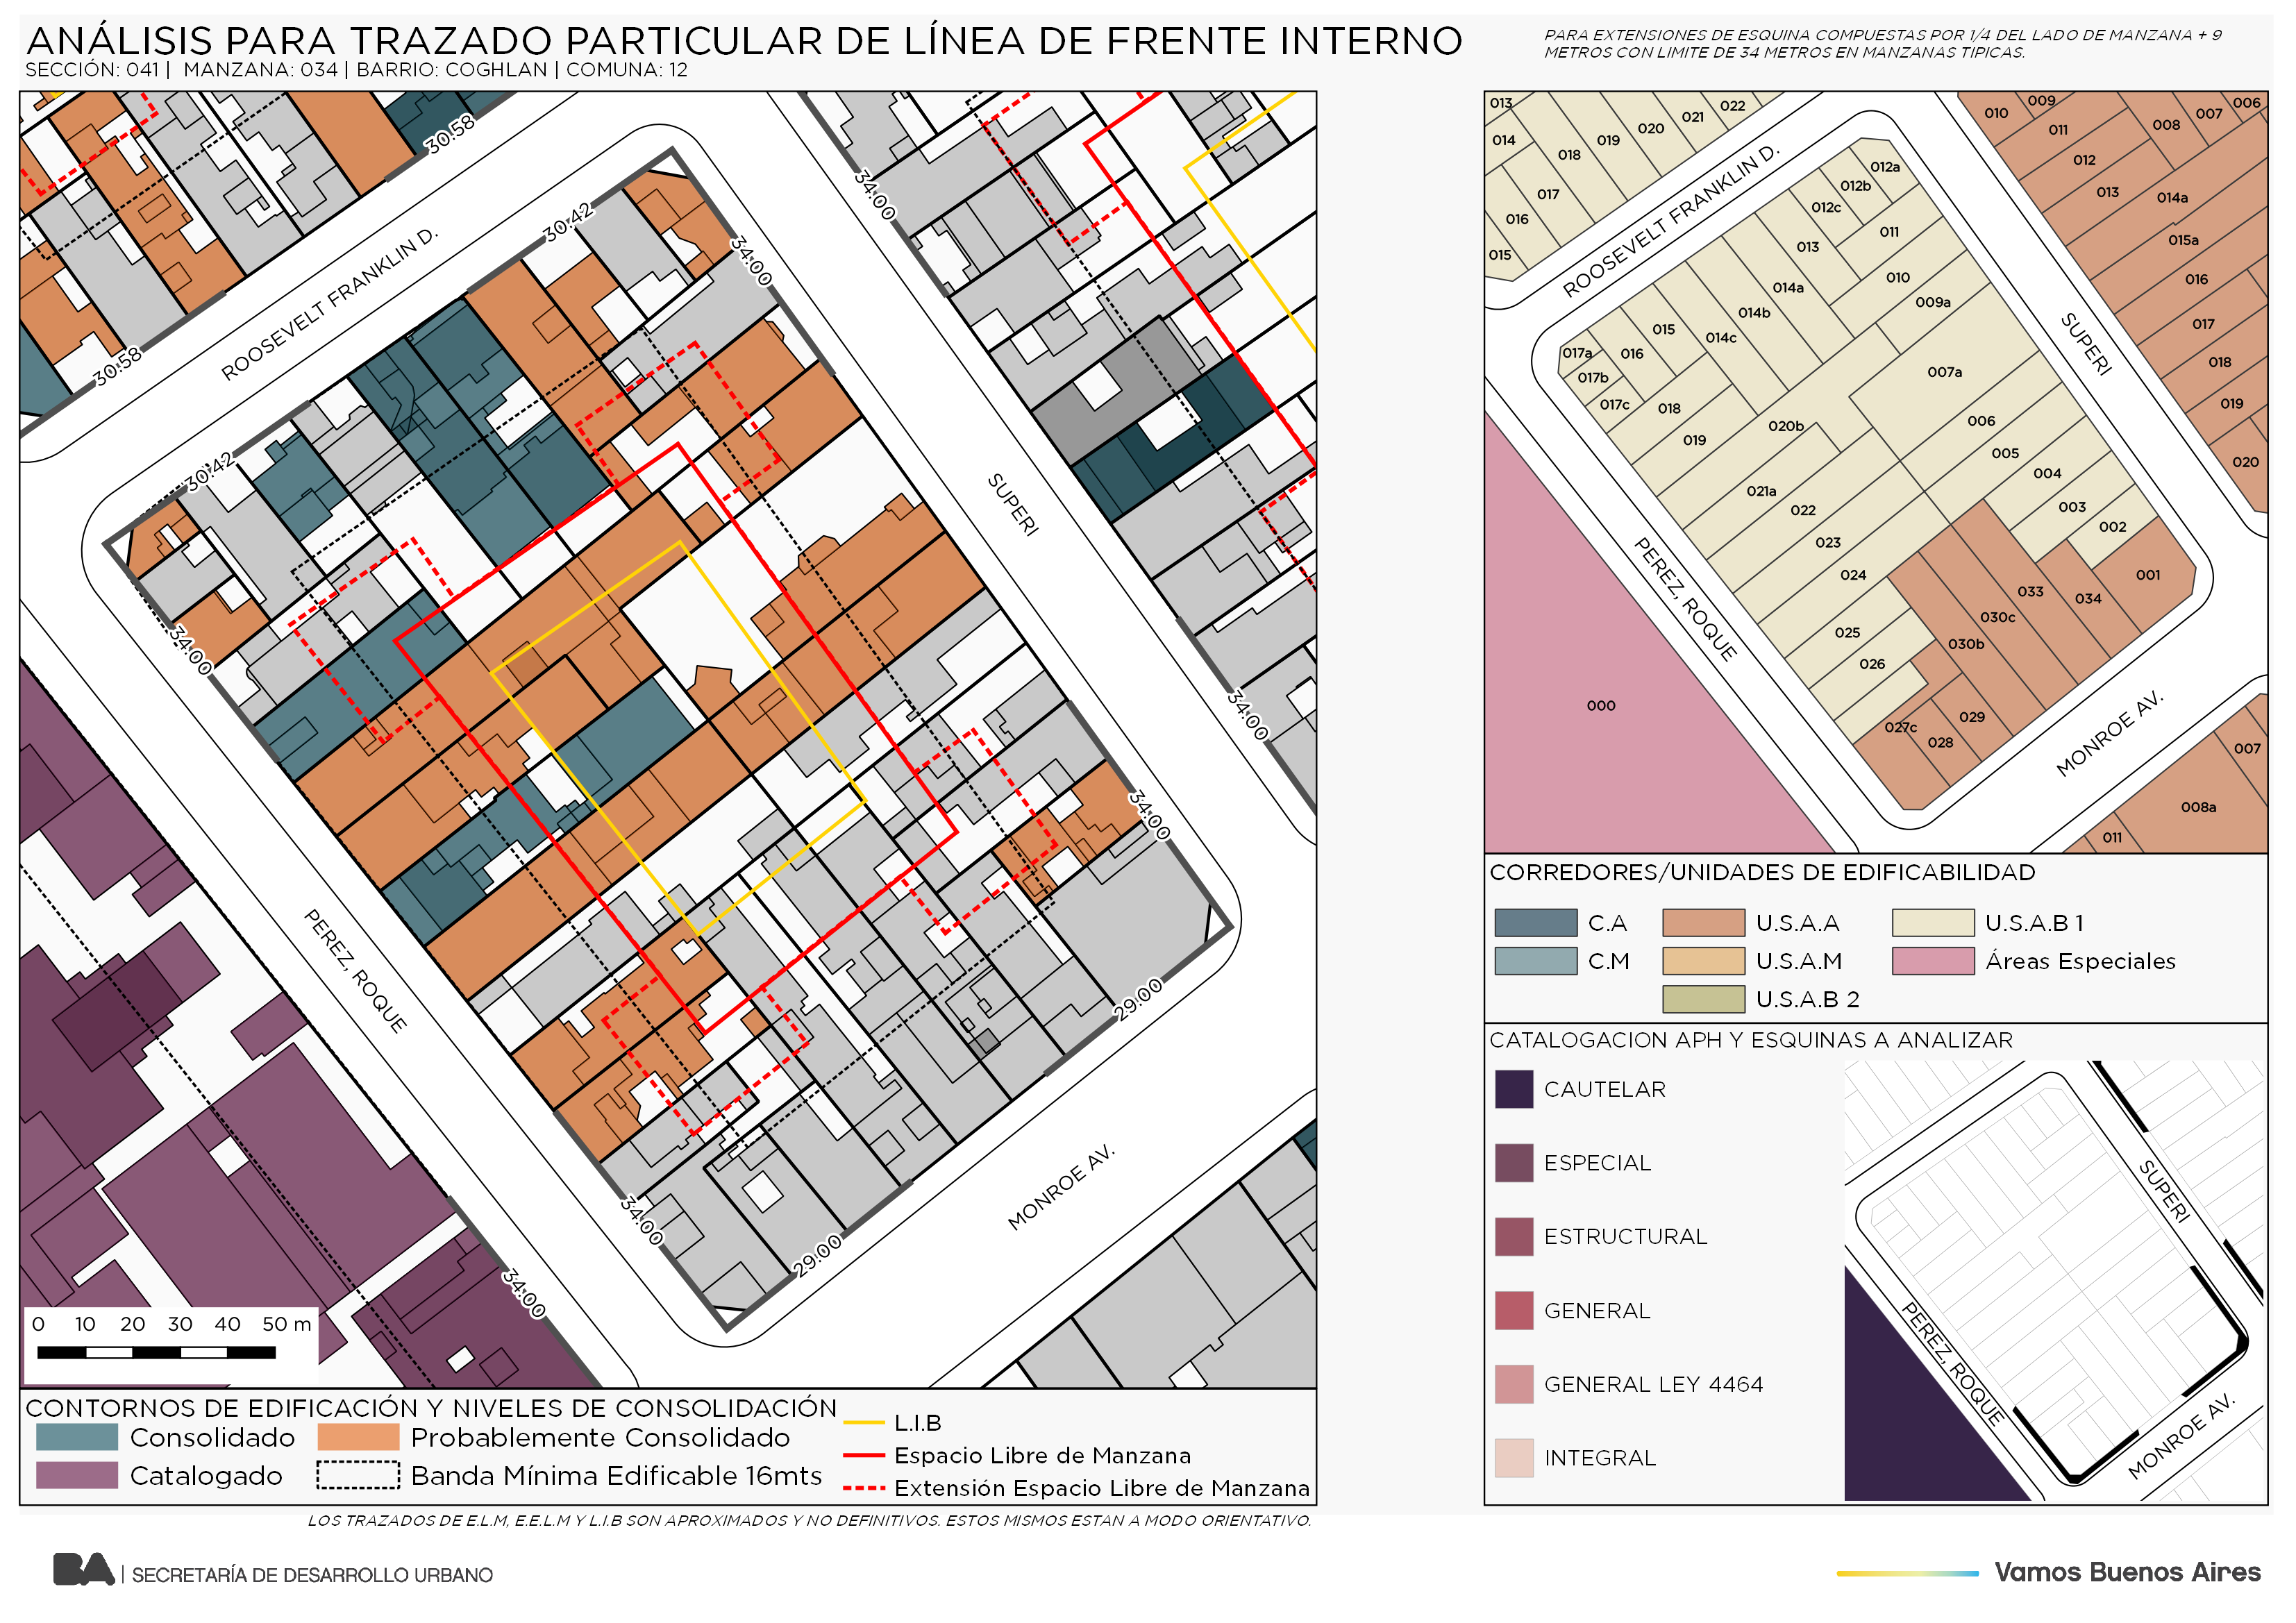 ANÁLISIS PARA TRAZADO PARTICULAR DE LÍNEA DE FRENTE INTERNO
SECCIÓN: 041 | MANZANA: 034 | BARRIO: COGHLAN | COMUNA: 12
PARA EXTENSIONES DE ESQUINA COMPUESTAS POR 1/4 DEL LADO DE MANZANA + 9
METROS CON LIMITE DE 34 METROS EN MANZANAS TIPICAS.
30.58
30.58
ROOSEVELT FRANKLIN D.
30.42
30.42
34.00
34.00
34.00
SUPERI
34.00
34.00
PEREZ, ROQUE
34.00
34.00
29.00
29.00
MONROE AV.
0 10 20 30 40 50 m
CONTORNOS DE EDIFICACIÓN Y NIVELES DE CONSOLIDACIÓN
Consolidado
Probablemente Consolidado
Catalogado
Banda Mínima Edificable 16mts
L.I.B
Espacio Libre de Manzana
Extensión Espacio Libre de Manzana
LOS TRAZADOS DE E.L.M, E.E.L.M Y L.I.B SON APROXIMADOS Y NO DEFINITIVOS. ESTOS MISMOS ESTAN A MODO ORIENTATIVO.
013
014
015
016
017
018
019
020
021
022
ROOSEVELT FRANKLIN D.
009
010
011
012
013
006
007
008
014a
015a
016
017
018
019
020
SUPERI
012a
012b
012c
011
013
010
014a
009a
014b
014c
015
016
017a
017b
017c
018
019
007a
020b
006
005
004
003
002
001
021a
022
023
024
025
026
033
034
030c
030b
029
028
027c
000
PEREZ, ROQUE
MONROE AV.
007
008a
011
CORREDORES/UNIDADES DE EDIFICABILIDAD
C.A
U.S.A.A
U.S.A.B 1
C.M
U.S.A.M
Áreas Especiales
U.S.A.B 2
CATALOGACION APH Y ESQUINAS A ANALIZAR
CAUTELAR
ESPECIAL
ESTRUCTURAL
GENERAL
GENERAL LEY 4464
INTEGRAL
SUPERI
PEREZ, ROQUE
MONROE AV.
BA | SECRETARÍA DE DESARROLLO URBANO
Vamos Buenos Aires